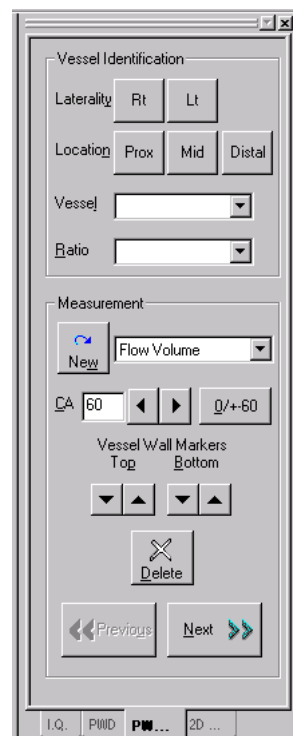 Vessel Identification
Laterality Rt Lt
Location Prox Mid Distal
Vessel
Ratio
Measurement
New Flow Volume
CA 60 0/+-60
Vessel Wall Markers
Top Bottom
Delete
Previous Next
I.Q. PWD PW... 2D ...